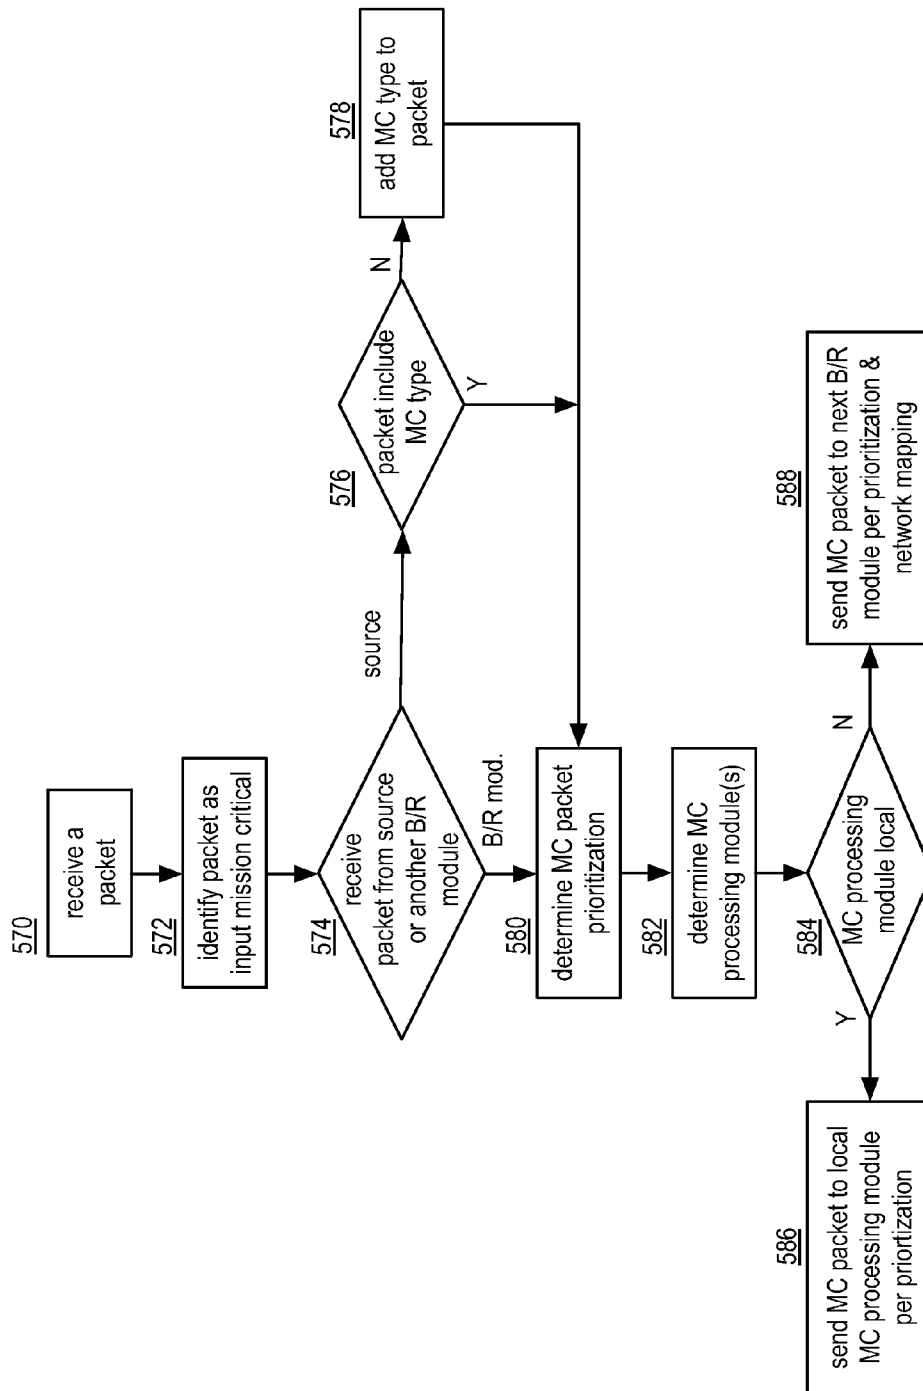 570
receive a
packet
572
identify packet as
input mission critical
574
receive
packet from source
or another B/R
module
source
B/R mod.
576
packet include
MC type
N
Y
578
add MC type to
packet
580
determine MC packet
prioritization
582
determine MC
processing module(s)
584
MC processing
module local
Y
N
586
send MC packet to local
MC processing module
per priortization
588
send MC packet to next B/R
module per prioritization &
network mapping